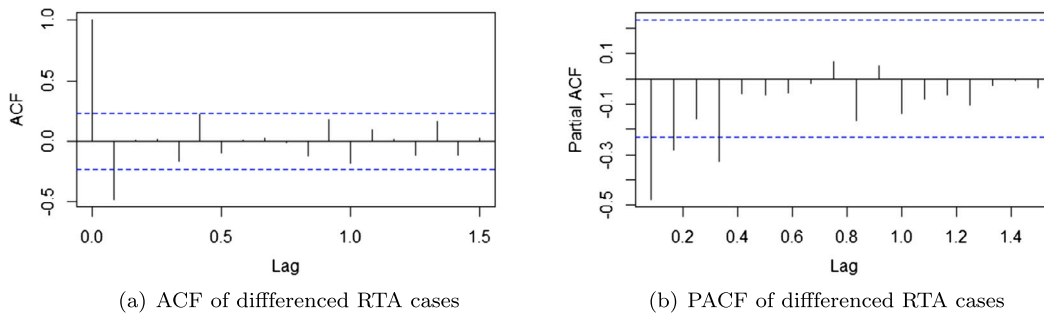 ACF
1.0
0.5
0.0
-0.5
0.0 0.5 1.0 1.5
Lag
(a) ACF of diffferenced RTA cases
Partial ACF
0.1
-0.1
-0.3
-0.5
0.2 0.4 0.6 0.8 1.0 1.2 1.4
Lag
(b) PACF of diffferenced RTA cases